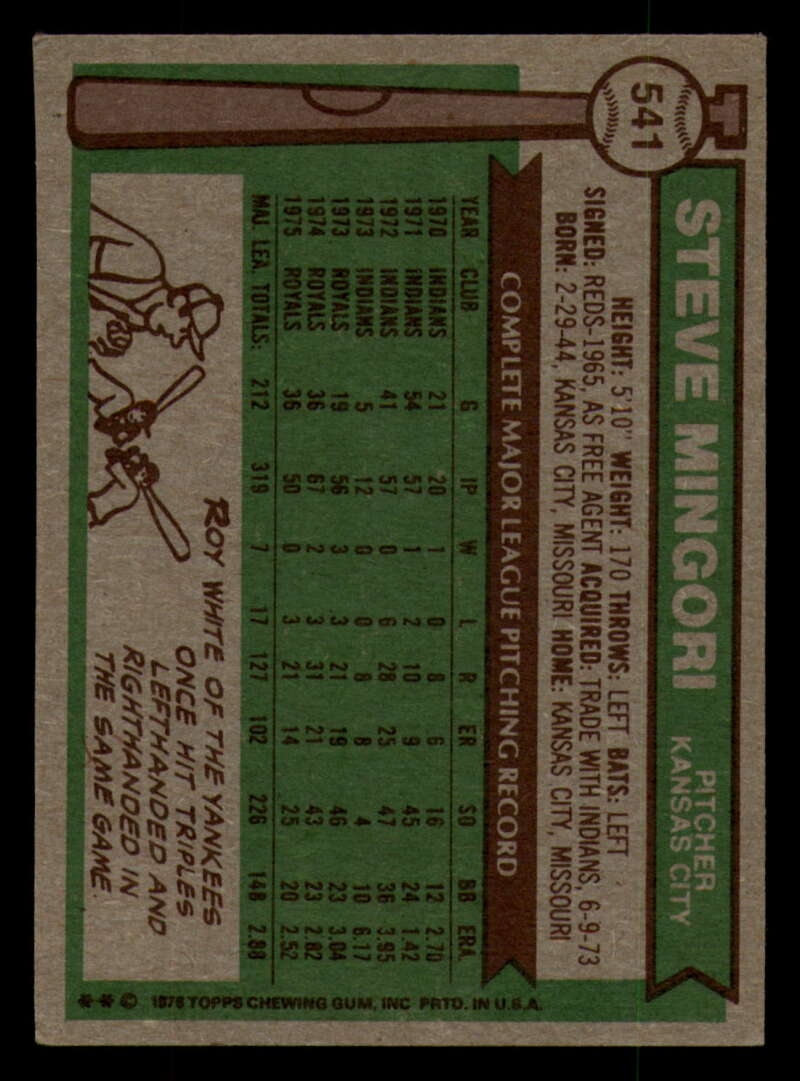 541
STEVE MINGORI
PITCHER
KANSAS CITY
HEIGHT: 5'10" WEIGHT: 170 THROWS: LEFT BATS: LEFT
SIGNED: REDS-1965, AS FREE AGENT ACQUIRED: TRADE WITH INDIANS, 6-9-73
BORN: 2-29-44, KANSAS CITY, MISSOURI HOME: KANSAS CITY, MISSOURI
COMPLETE MAJOR LEAGUE PITCHING RECORD
YEAR CLUB G IP W L R ER SO BB ERA
1970 INDIANS 21 20 1 0 8 6 16 12 2.70
1971 INDIANS 54 57 1 2 10 9 45 24 1.42
1972 INDIANS 41 57 0 6 28 25 47 36 3.95
1973 INDIANS 5 12 0 0 8 8 4 10 6.17
1973 ROYALS 19 56 3 3 21 19 46 23 3.04
1974 ROYALS 36 67 2 3 31 21 43 23 2.82
1975 ROYALS 36 50 0 3 21 14 25 20 2.52
MAJ. LEA. TOTALS: 212 319 7 17 127 102 226 148 2.88
ROY WHITE OF THE YANKEES
ONCE HIT TRIPLES
LEFTHANDED AND
RIGHTHANDED IN
THE SAME GAME.
** © 1976 TOPPS CHEWING GUM, INC PRTD. IN U.S.A.